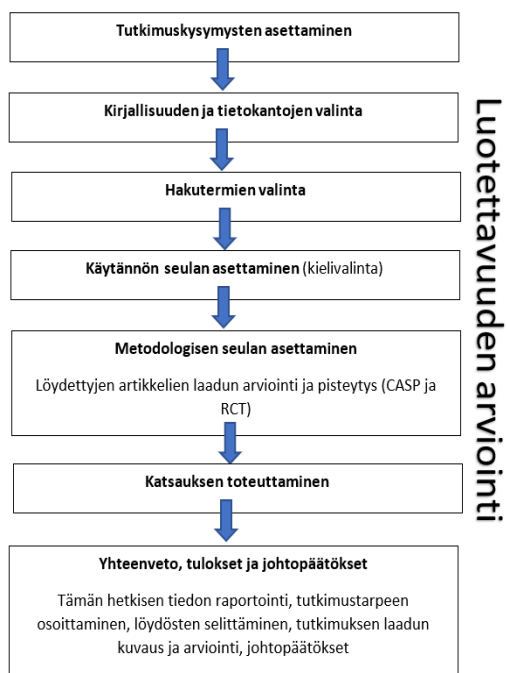 Tutkimuskysymysten asettaminen
Kirjallisuuden ja tietokantojen valinta
Hakutermien valinta
Käytännön seulan asettaminen (kielivalinta)
Metodologisen seulan asettaminen
Löydettyjen artikkelien laadun arviointi ja pisteytys (CASP ja
RCT)
Katsauksen toteuttaminen
Yhteenveto, tulokset ja johtopäätökset
Tämän hetkisen tiedon raportointi, tutkimustarpeen
osoittaminen, löydösten selittäminen, tutkimuksen laadun
kuvaus ja arviointi, johtopäätökset
Luotettavuuden arviointi